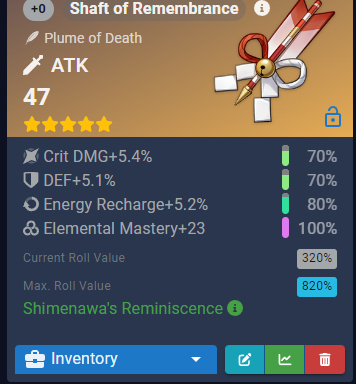 +0 Shaft of Remembrance
Plume of Death
ATK
47
Crit DMG+5.4% 70%
DEF+5.1% 70%
Energy Recharge+5.2% 80%
Elemental Mastery+23 100%
Current Roll Value 320%
Max. Roll Value 820%
Shimenawa's Reminiscence
Inventory